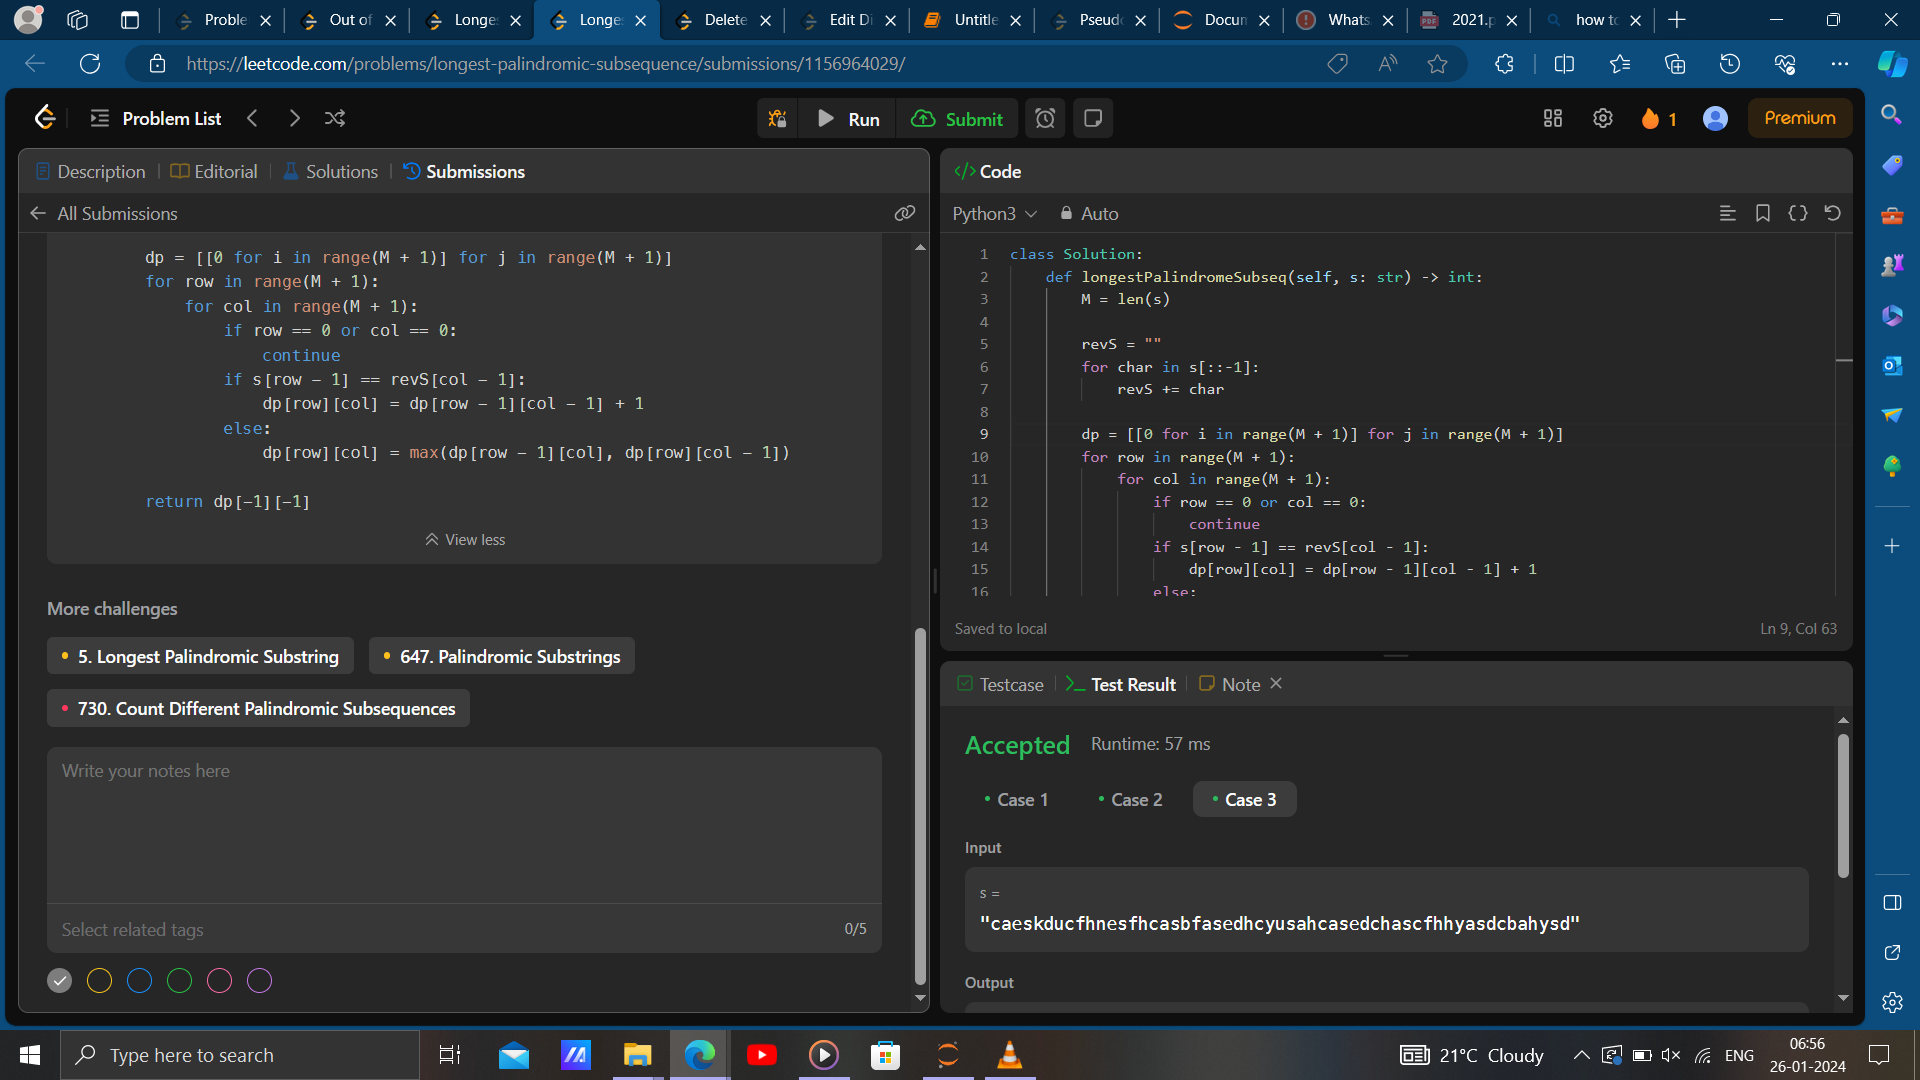 Proble
Out of
Longe
Longe
Delete
Edit Di
Untitle
Pseudo
Docum
Whats
2021.p
how to
https://leetcode.com/problems/longest-palindromic-subsequence/submissions/1156964029/
Problem List
Run
Submit
1
Premium
Description
Editorial
Solutions
Submissions
All Submissions
dp = [[0 for i in range(M + 1)] for j in range(M + 1)]
for row in range(M + 1):
for col in range(M + 1):
if row == 0 or col == 0:
continue
if s[row - 1] == revS[col - 1]:
dp[row][col] = dp[row - 1][col - 1] + 1
else:
dp[row][col] = max(dp[row - 1][col], dp[row][col - 1])
return dp[-1][-1]
View less
More challenges
5. Longest Palindromic Substring
647. Palindromic Substrings
730. Count Different Palindromic Subsequences
Write your notes here
Select related tags
0/5
</> Code
Python3
Auto
1 class Solution:
2 def longestPalindromeSubseq(self, s: str) -> int:
3 M = len(s)
4
5 revS = ""
6 for char in s[::-1]:
7 revS += char
8
9 dp = [[0 for i in range(M + 1)] for j in range(M + 1)]
10 for row in range(M + 1):
11 for col in range(M + 1):
12 if row == 0 or col == 0:
13 continue
14 if s[row - 1] == revS[col - 1]:
15 dp[row][col] = dp[row - 1][col - 1] + 1
16 else:
Saved to local
Ln 9, Col 63
Testcase
Test Result
Note
Accepted
Runtime: 57 ms
Case 1
Case 2
Case 3
Input
s =
"caeskducfhnesfhcasbfasedhcyusahcasedchascfhhyasdcbahysd"
Output
Type here to search
21°C Cloudy
ENG
06:56
26-01-2024